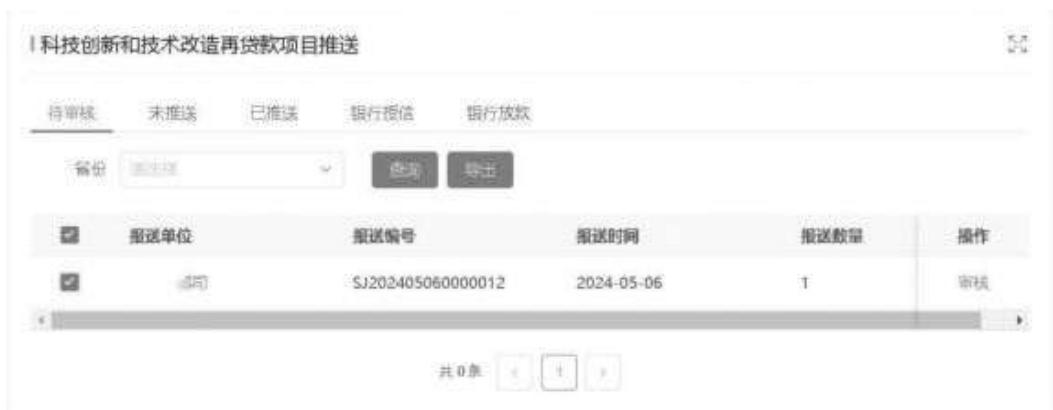 科技创新和技术改造再贷款项目推送
待审核 未推送 已推送 银行授信 银行放款
省份 请选择 查询 导出
报送单位 报送编号 报送时间 报送数量 操作
SJ202405060000012 2024-05-06 1 审核
共 0 条 1